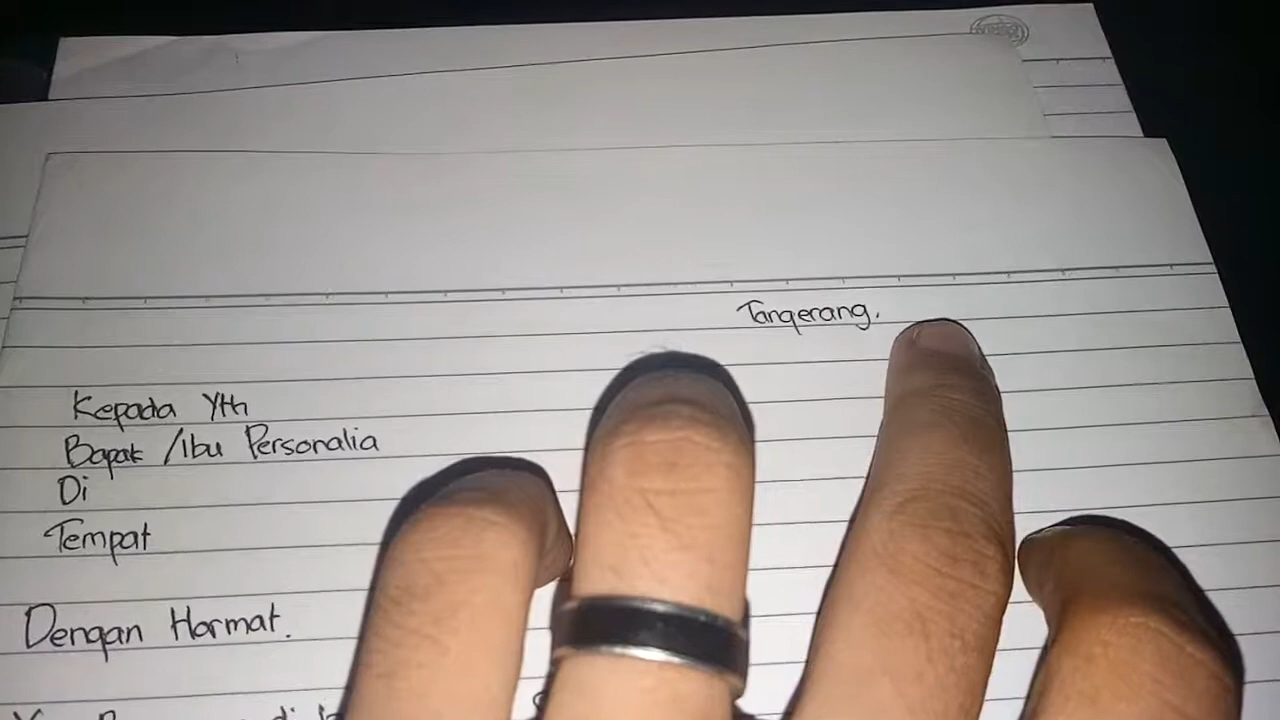 Tangerang.
Kepada Yth
Bapak /Ibu Personalia
Di
Tempat
Dengan Hormat.